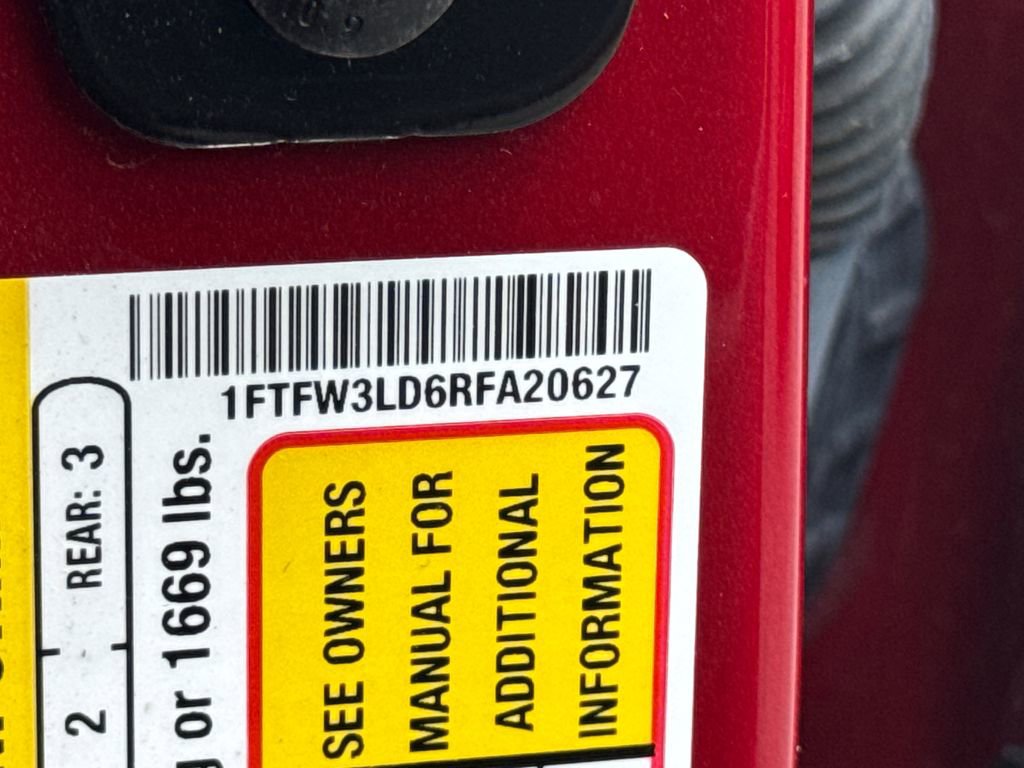 1FTFW3LD6RFA20627
2
REAR: 3
or 1669 lbs.
SEE OWNERS
MANUAL FOR
ADDITIONAL
INFORMATION